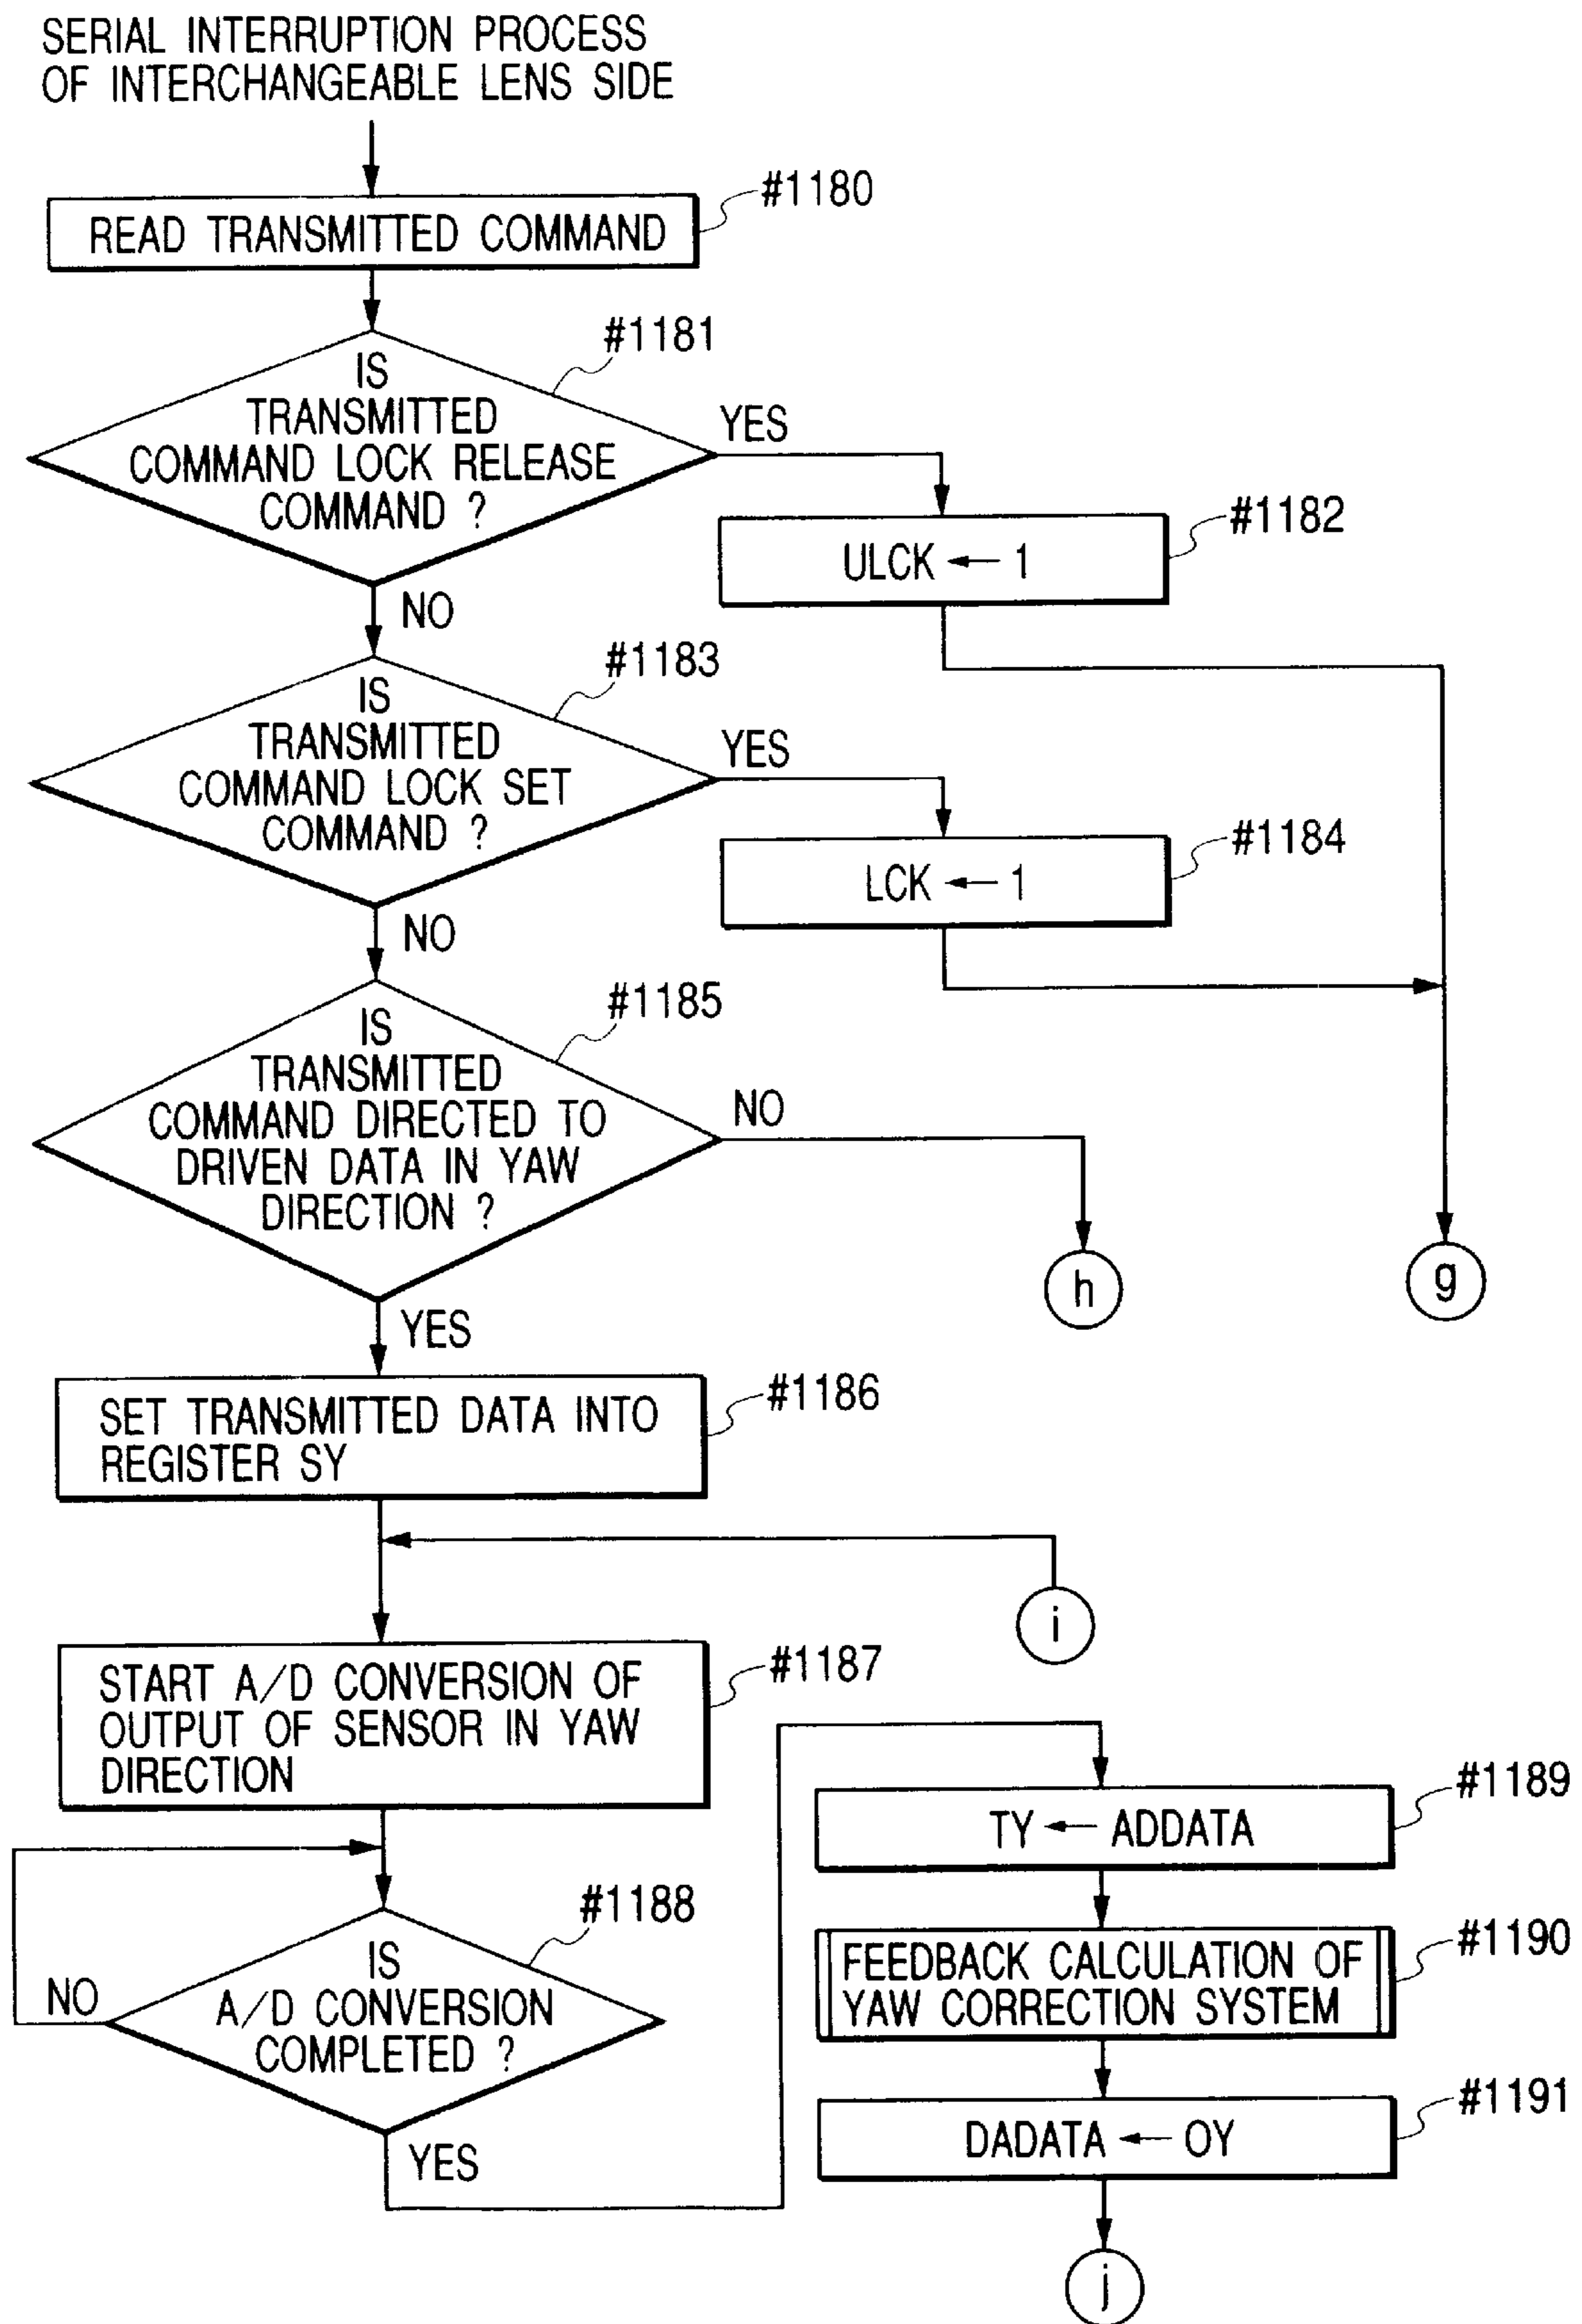 SERIAL INTERRUPTION PROCESS
OF INTERCHANGEABLE LENS SIDE
#1180
READ TRANSMITTED COMMAND
#1181
IS
TRANSMITTED
COMMAND LOCK RELEASE
COMMAND ?
YES
#1182
ULCK ← 1
NO
#1183
IS
TRANSMITTED
COMMAND LOCK SET
COMMAND ?
YES
#1184
LCK ← 1
NO
#1185
IS
TRANSMITTED
COMMAND DIRECTED TO
DRIVEN DATA IN YAW
DIRECTION ?
NO
h
g
YES
#1186
SET TRANSMITTED DATA INTO
REGISTER SY
i
#1187
START A/D CONVERSION OF
OUTPUT OF SENSOR IN YAW
DIRECTION
#1188
IS
A/D CONVERSION
COMPLETED ?
NO
YES
#1189
TY ← ADDATA
#1190
FEEDBACK CALCULATION OF
YAW CORRECTION SYSTEM
#1191
DADATA ← OY
j